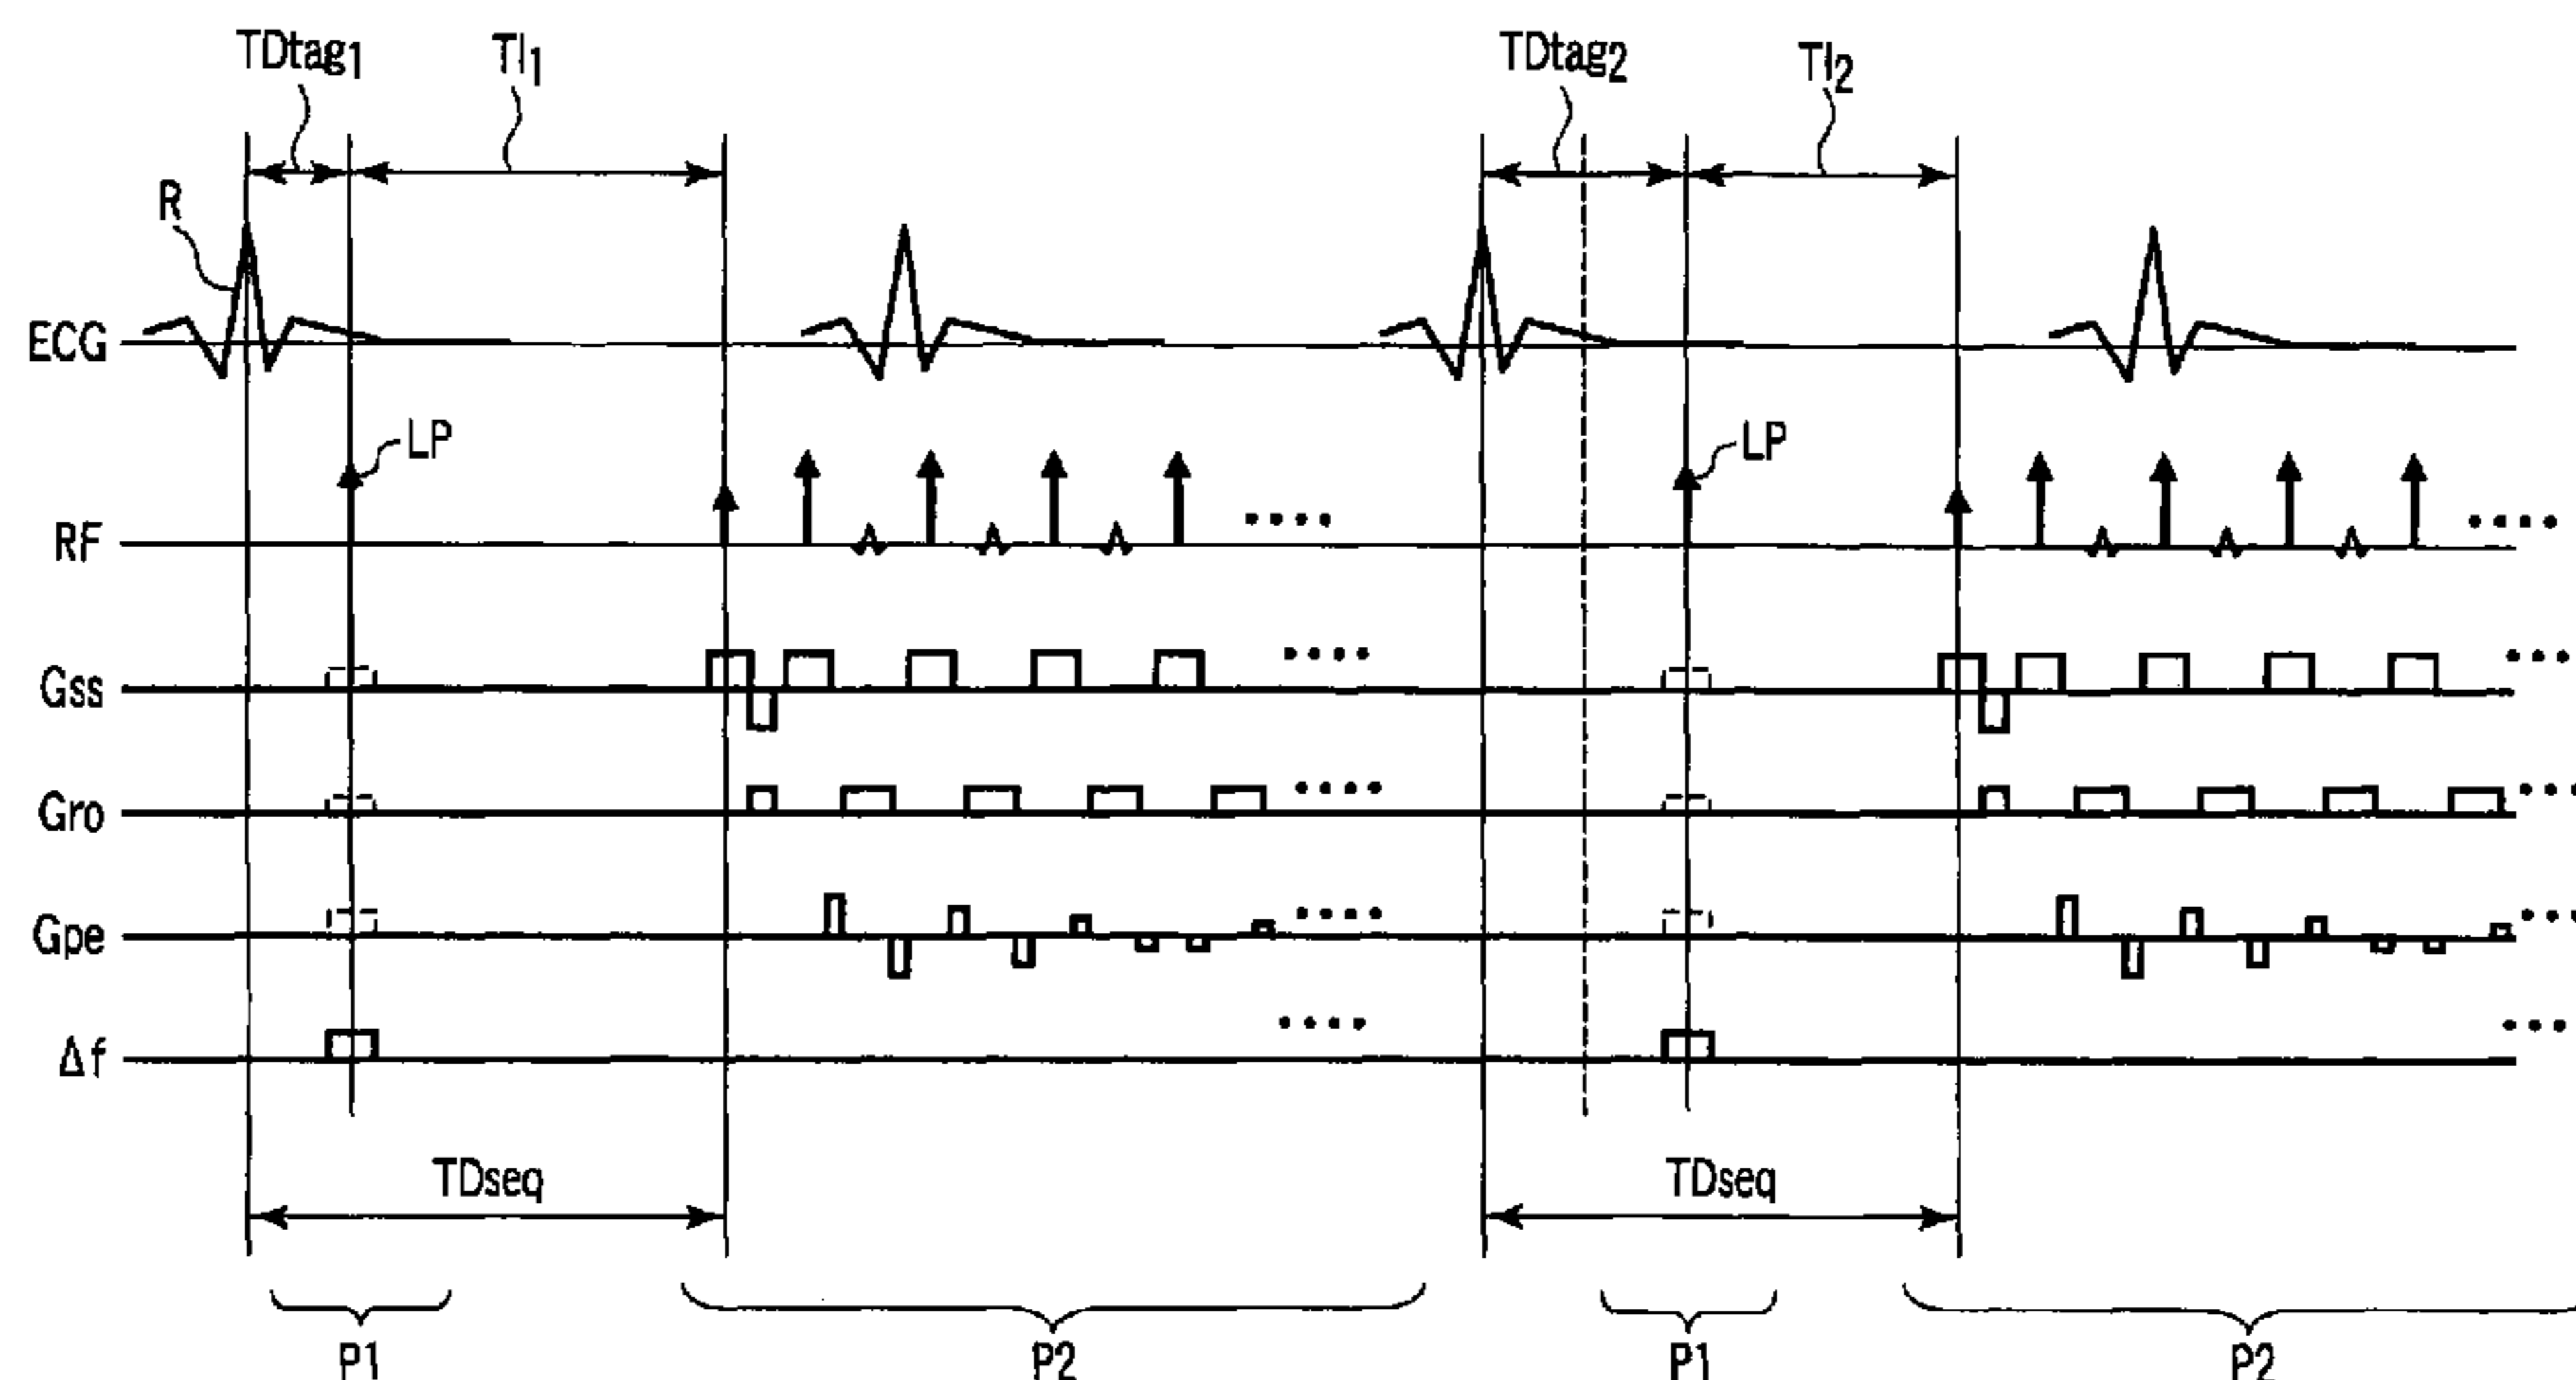 TDtag1 TI1 TDtag2 TI2
R
ECG
LP LP
RF ···· ····
Gss ···· ···
Gro ···· ···
Gpe ···· ···
Δf ···· ···
TDseq TDseq
P1 P2 P1 P2